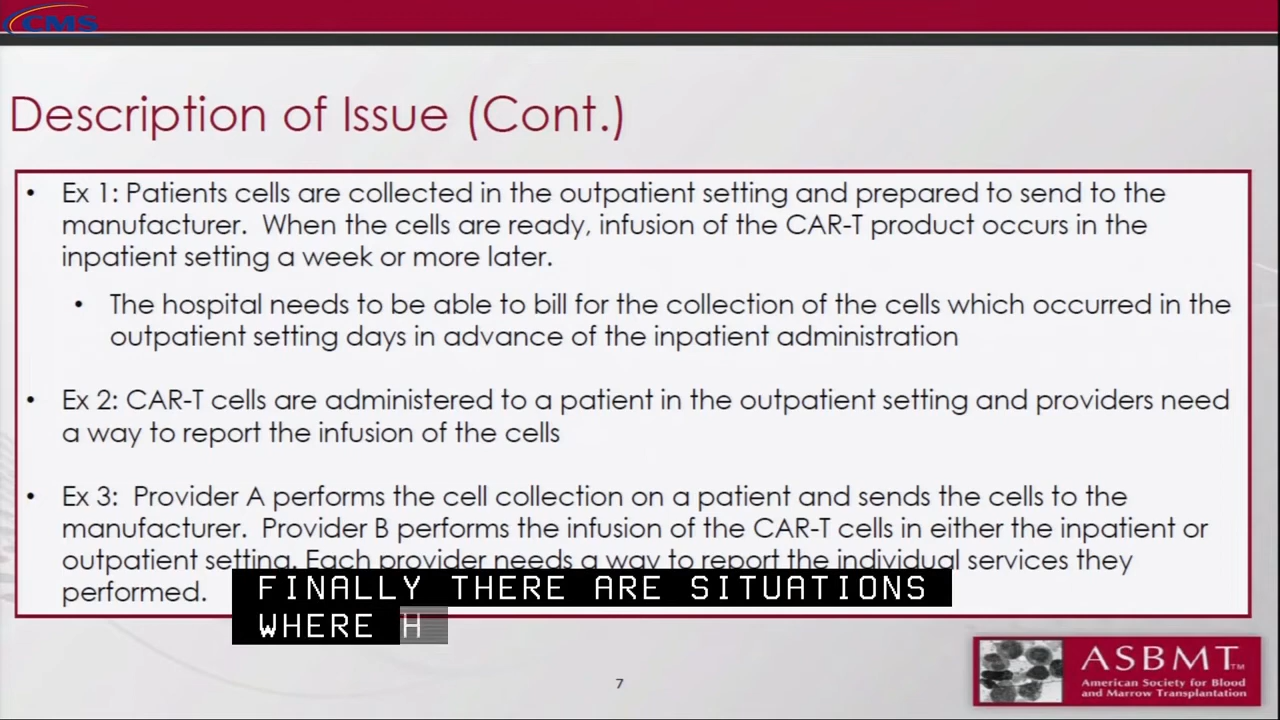 CMS
Description of Issue (Cont.)
• Ex 1: Patients cells are collected in the outpatient setting and prepared to send to the
manufacturer. When the cells are ready, infusion of the CAR-T product occurs in the
inpatient setting a week or more later.
• The hospital needs to be able to bill for the collection of the cells which occurred in the
outpatient setting days in advance of the inpatient administration
• Ex 2: CAR-T cells are administered to a patient in the outpatient setting and providers need
a way to report the infusion of the cells
• Ex 3: Provider A performs the cell collection on a patient and sends the cells to the
manufacturer. Provider B performs the infusion of the CAR-T cells in either the inpatient or
outpatient setting. Each provider needs a way to report the individual services they
performed.
FINALLY THERE ARE SITUATIONS
WHERE H
7
ASBMT™
American Society for Blood
and Marrow Transplantation